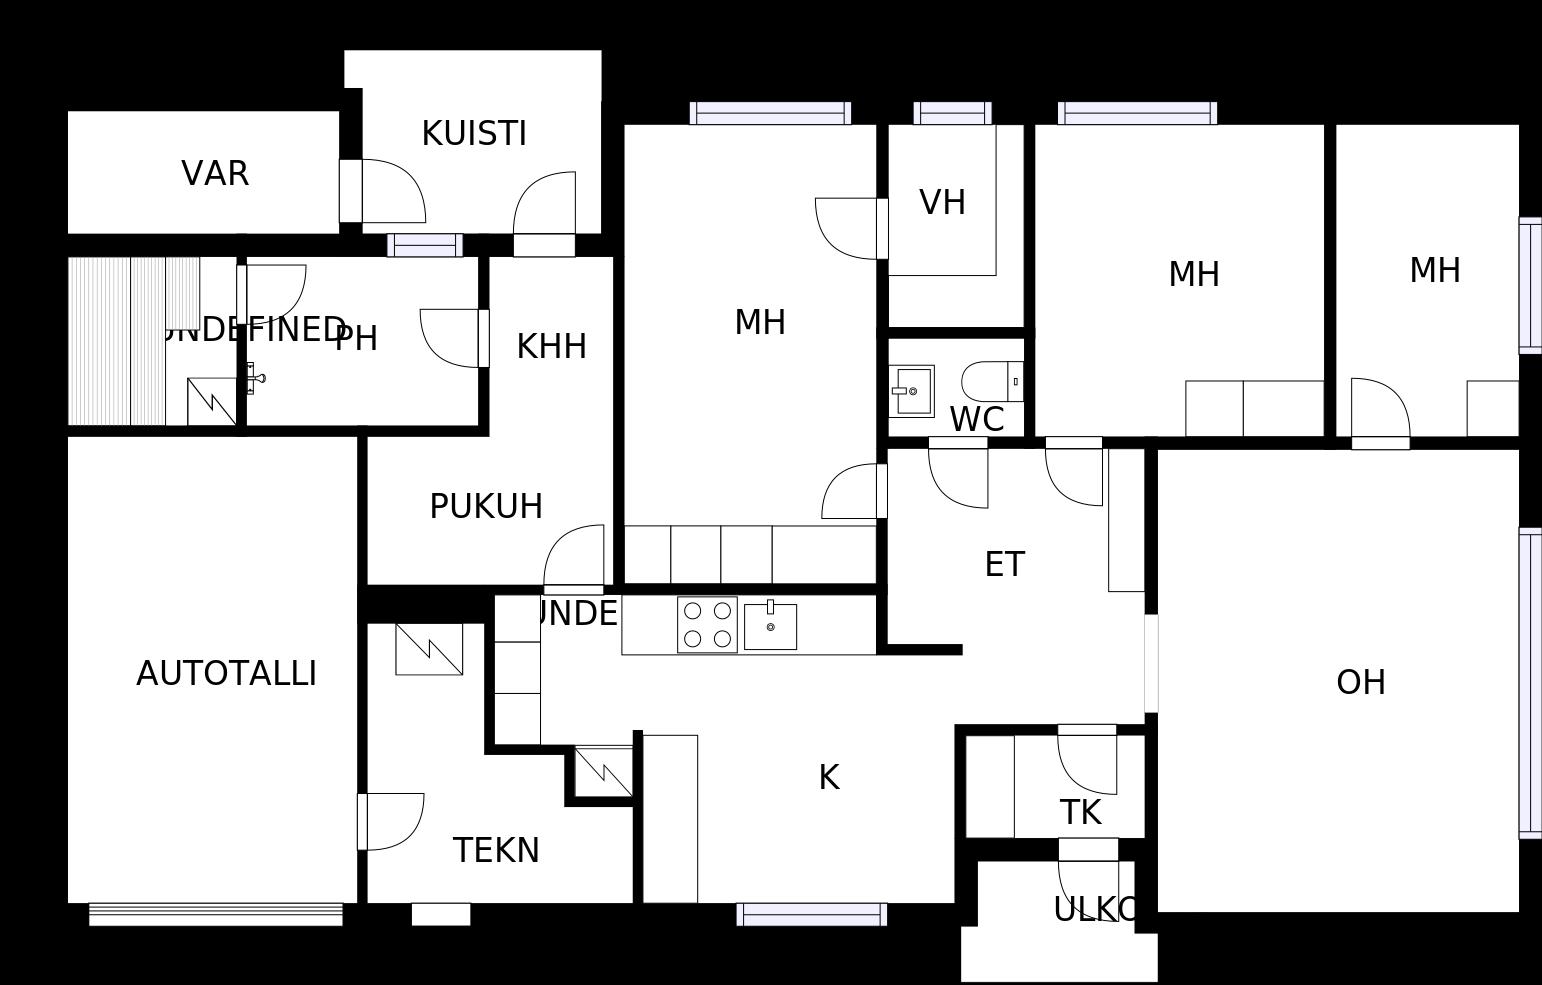 KUISTI
VAR
VH
MH
MH
MH
UNDEFINED
PH
KHH
WC
PUKUH
ET
UNDE
AUTOTALLI
OH
K
TK
TEKN
ULKO